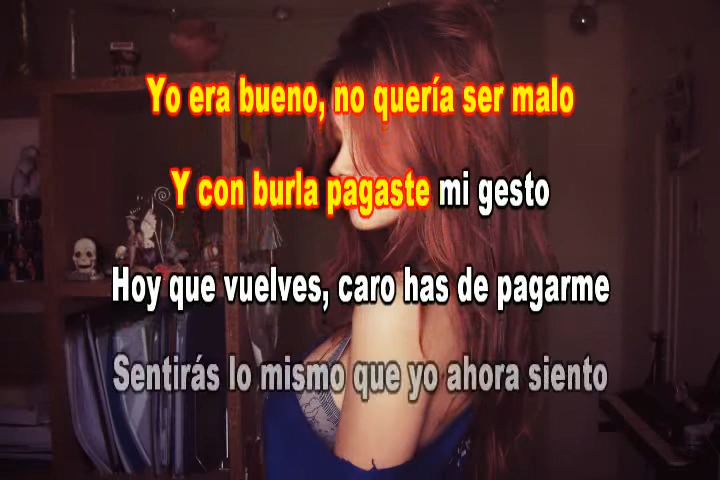 Yo era bueno, no quería ser malo
Y con burla pagaste mi gesto
Hoy que vuelves, caro has de pagarme
Sentirás lo mismo que yo ahora siento